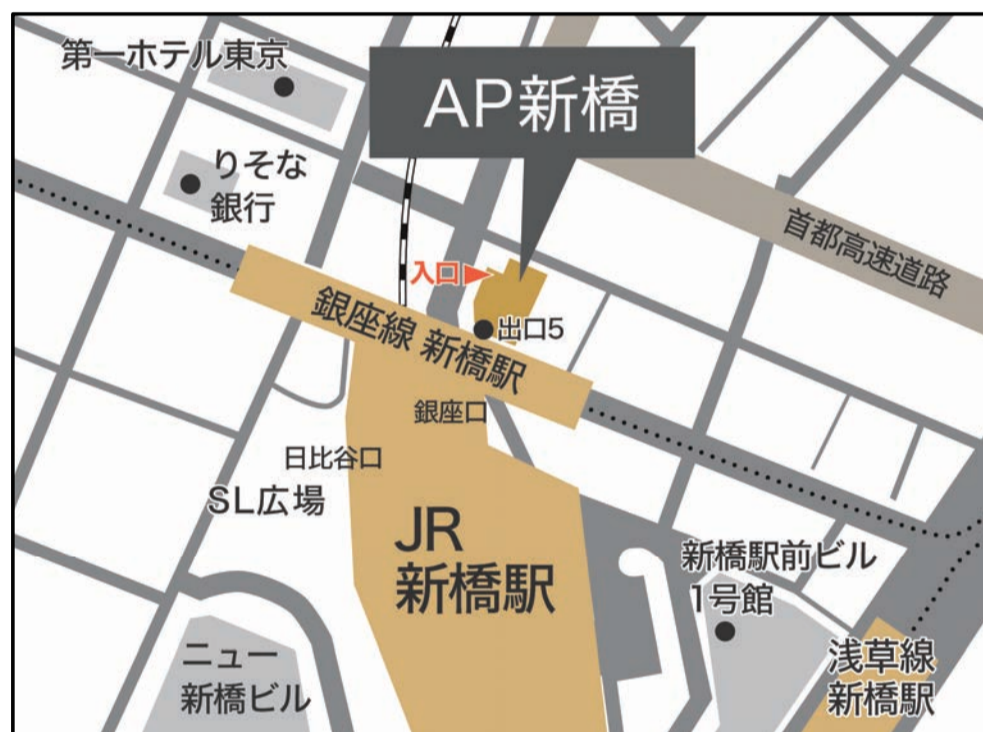 第一ホテル東京
AP新橋
りそな
銀行
首都高速道路
入口
出口5
銀座線 新橋駅
銀座口
日比谷口
SL広場
JR
新橋駅
新橋駅前ビル
1号館
ニュー
新橋ビル
浅草線
新橋駅